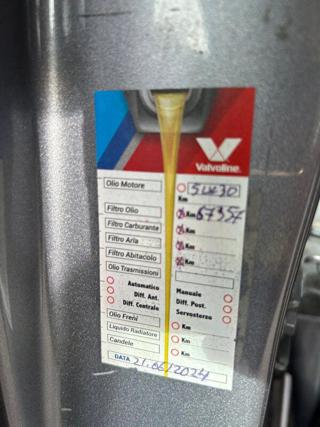 Valvoline.
Olio Motore 5W30
Km
Filtro Olio Km
Filtro Carburante Km
Filtro Aria Km
Filtro Abitacolo Km
Olio Trasmissioni
Automatico Manuale
Diff. Ant. Diff. Post.
Diff. Centrale Servosterzo
Olio Freni Km
Liquido Radiatore Km
Candele Km
DATA 21.06/2024